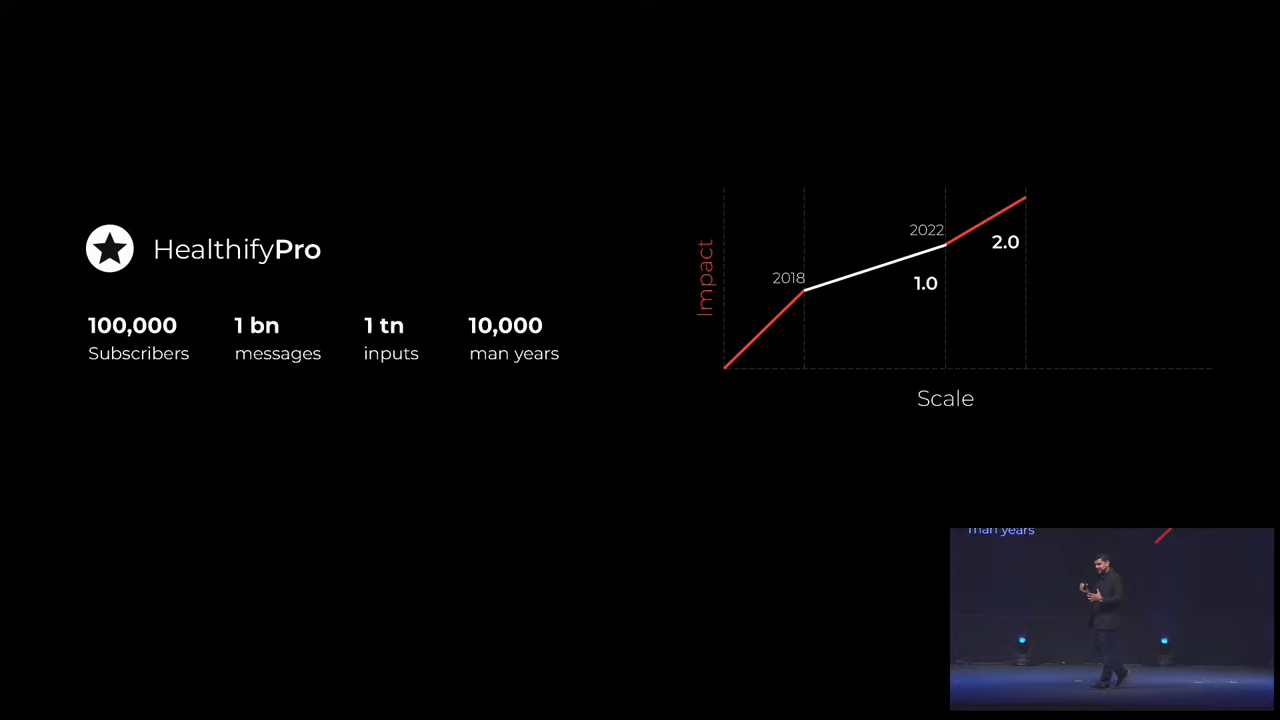 HealthifyPro
100,000
Subscribers
1 bn
messages
1 tn
inputs
10,000
man years
Impact
2018
2022
1.0
2.0
Scale
man years